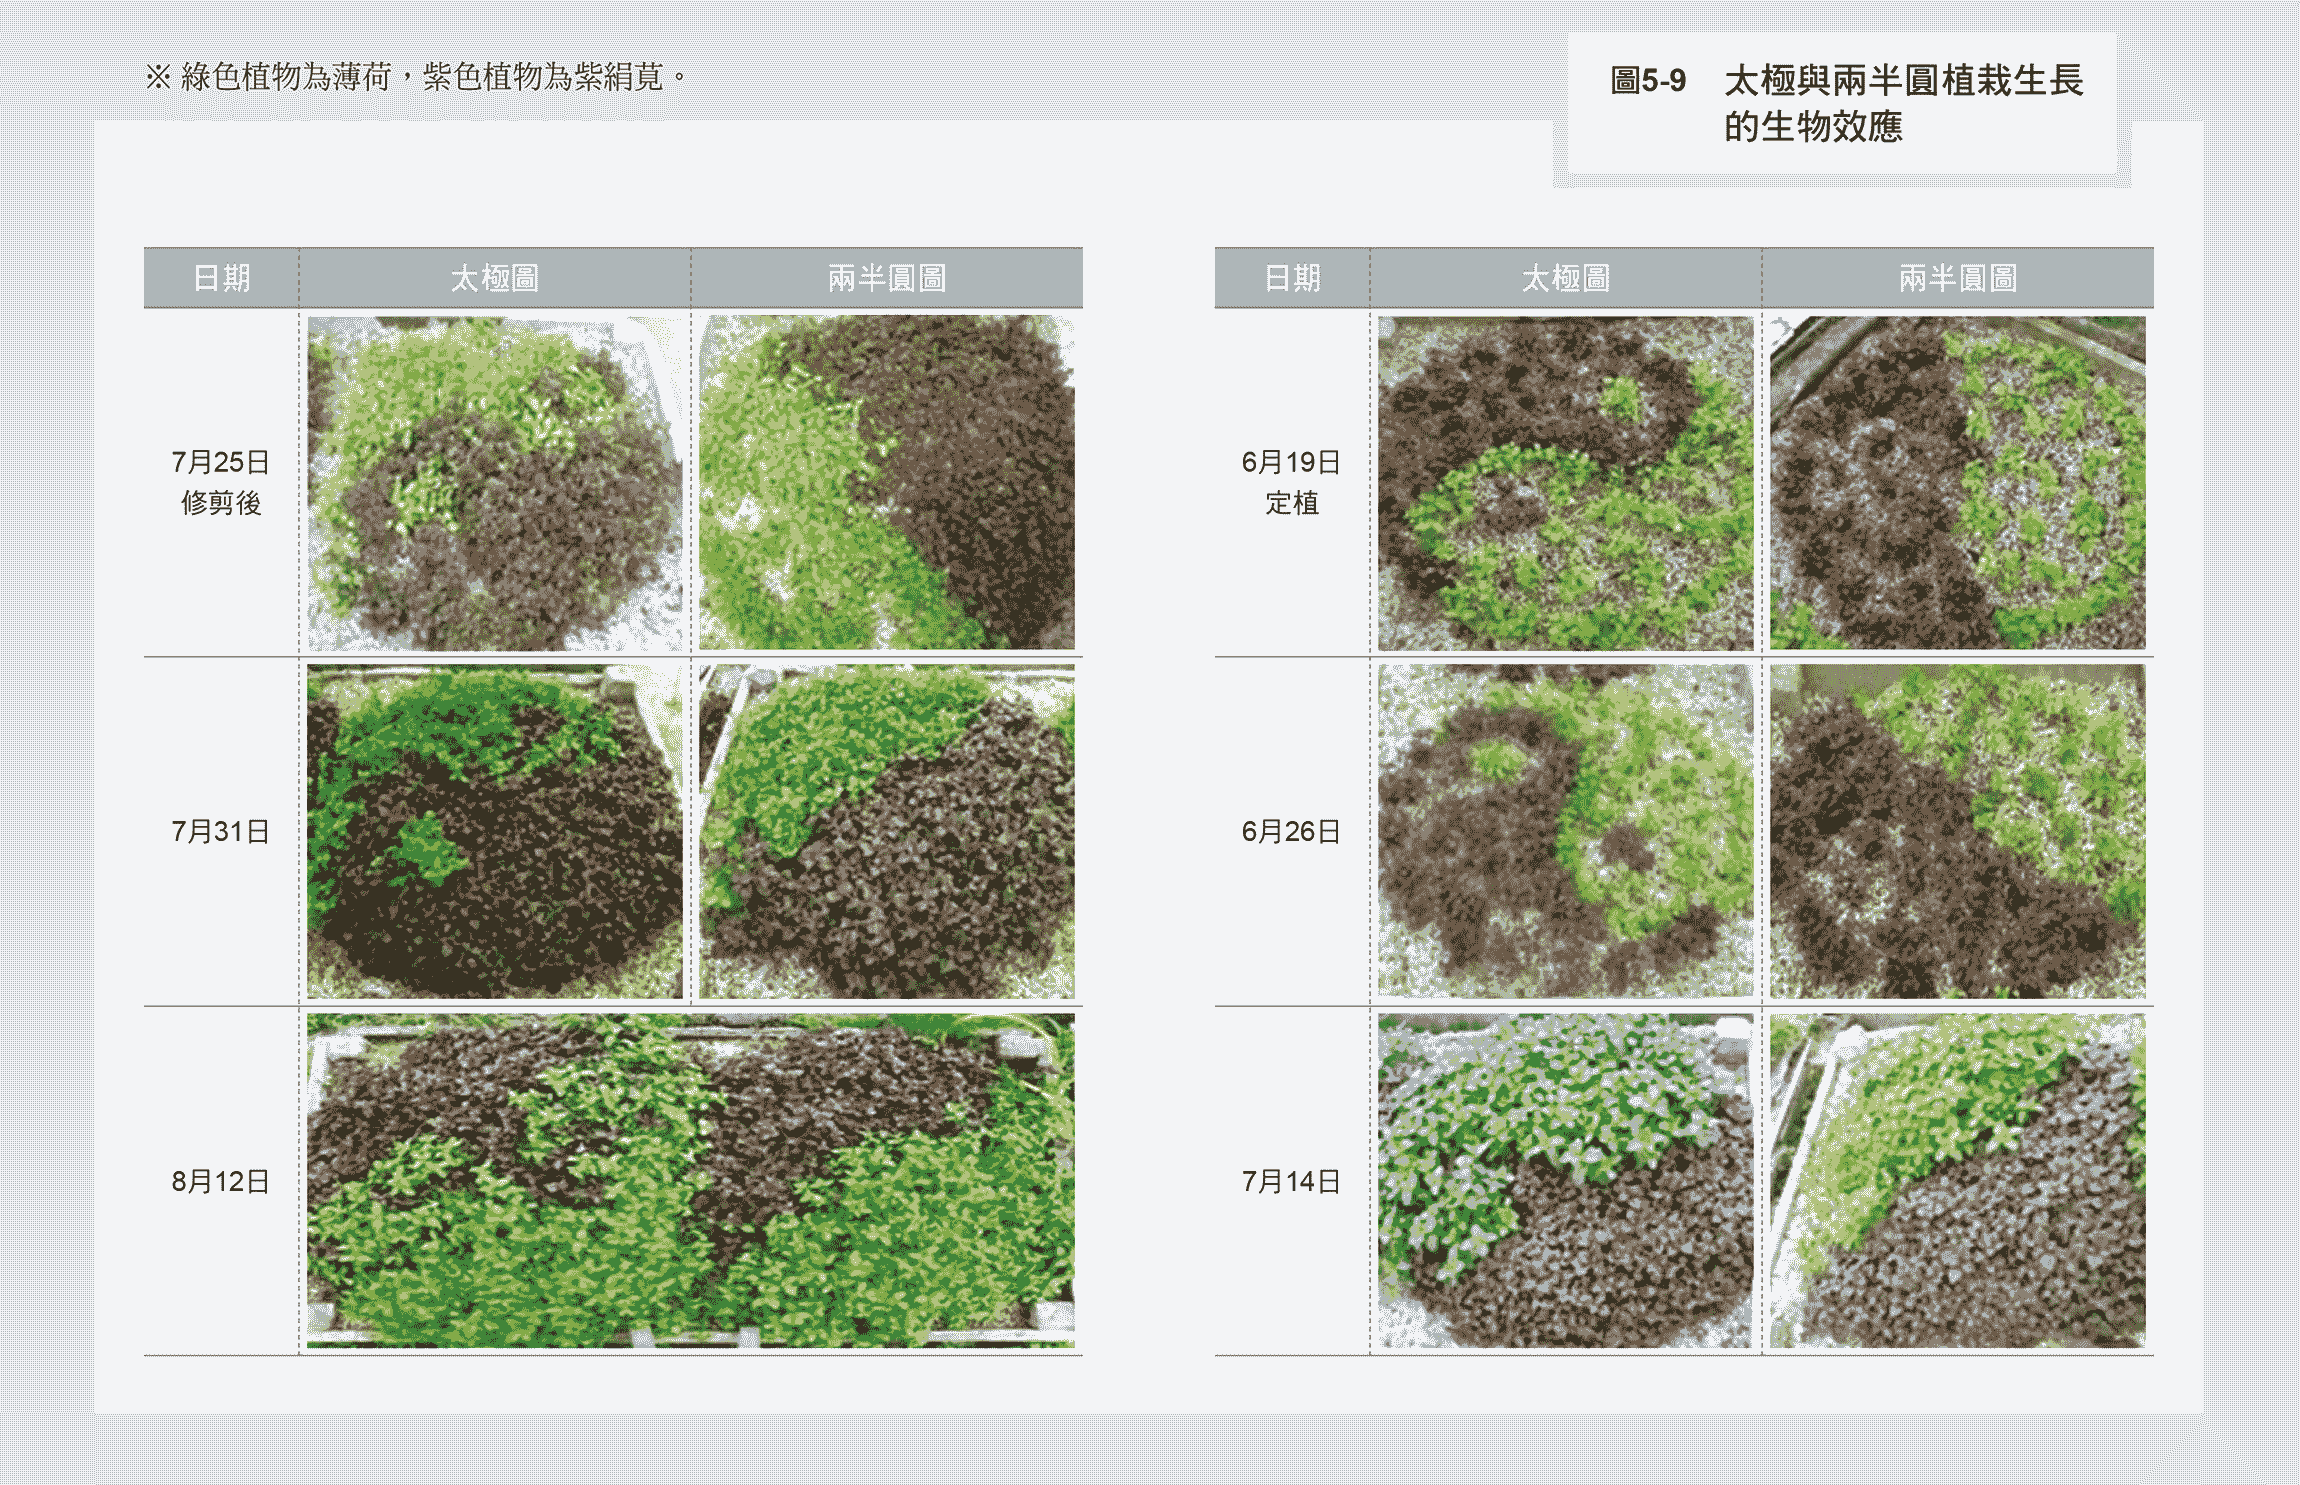 圖5-9 太極與兩半圓植栽生長
的生物效應
※ 綠色植物為薄荷，紫色植物為紫絹莧。
日期 太極圖 兩半圓圖
6月19日
定植
6月26日
7月14日
日期 太極圖 兩半圓圖
7月25日
修剪後
7月31日
8月12日